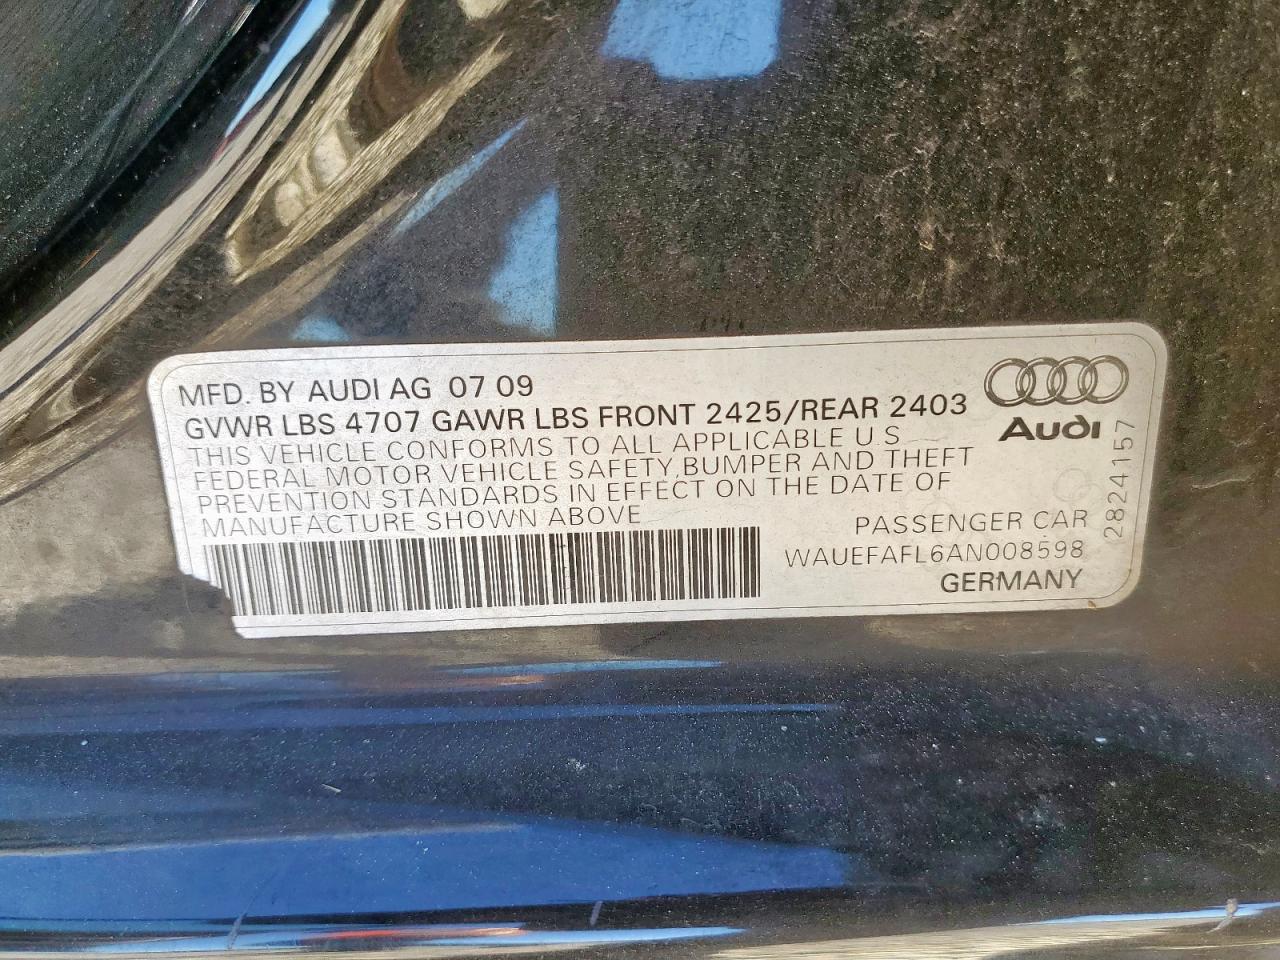 MFD. BY AUDI AG 07 09
GVWR LBS 4707 GAWR LBS FRONT 2425/REAR 2403
THIS VEHICLE CONFORMS TO ALL APPLICABLE U S
FEDERAL MOTOR VEHICLE SAFETY, BUMPER AND THEFT
PREVENTION STANDARDS IN EFFECT ON THE DATE OF
MANUFACTURE SHOWN ABOVE
Audi
2824157
PASSENGER CAR
WAUEFAFL6AN008598
GERMANY